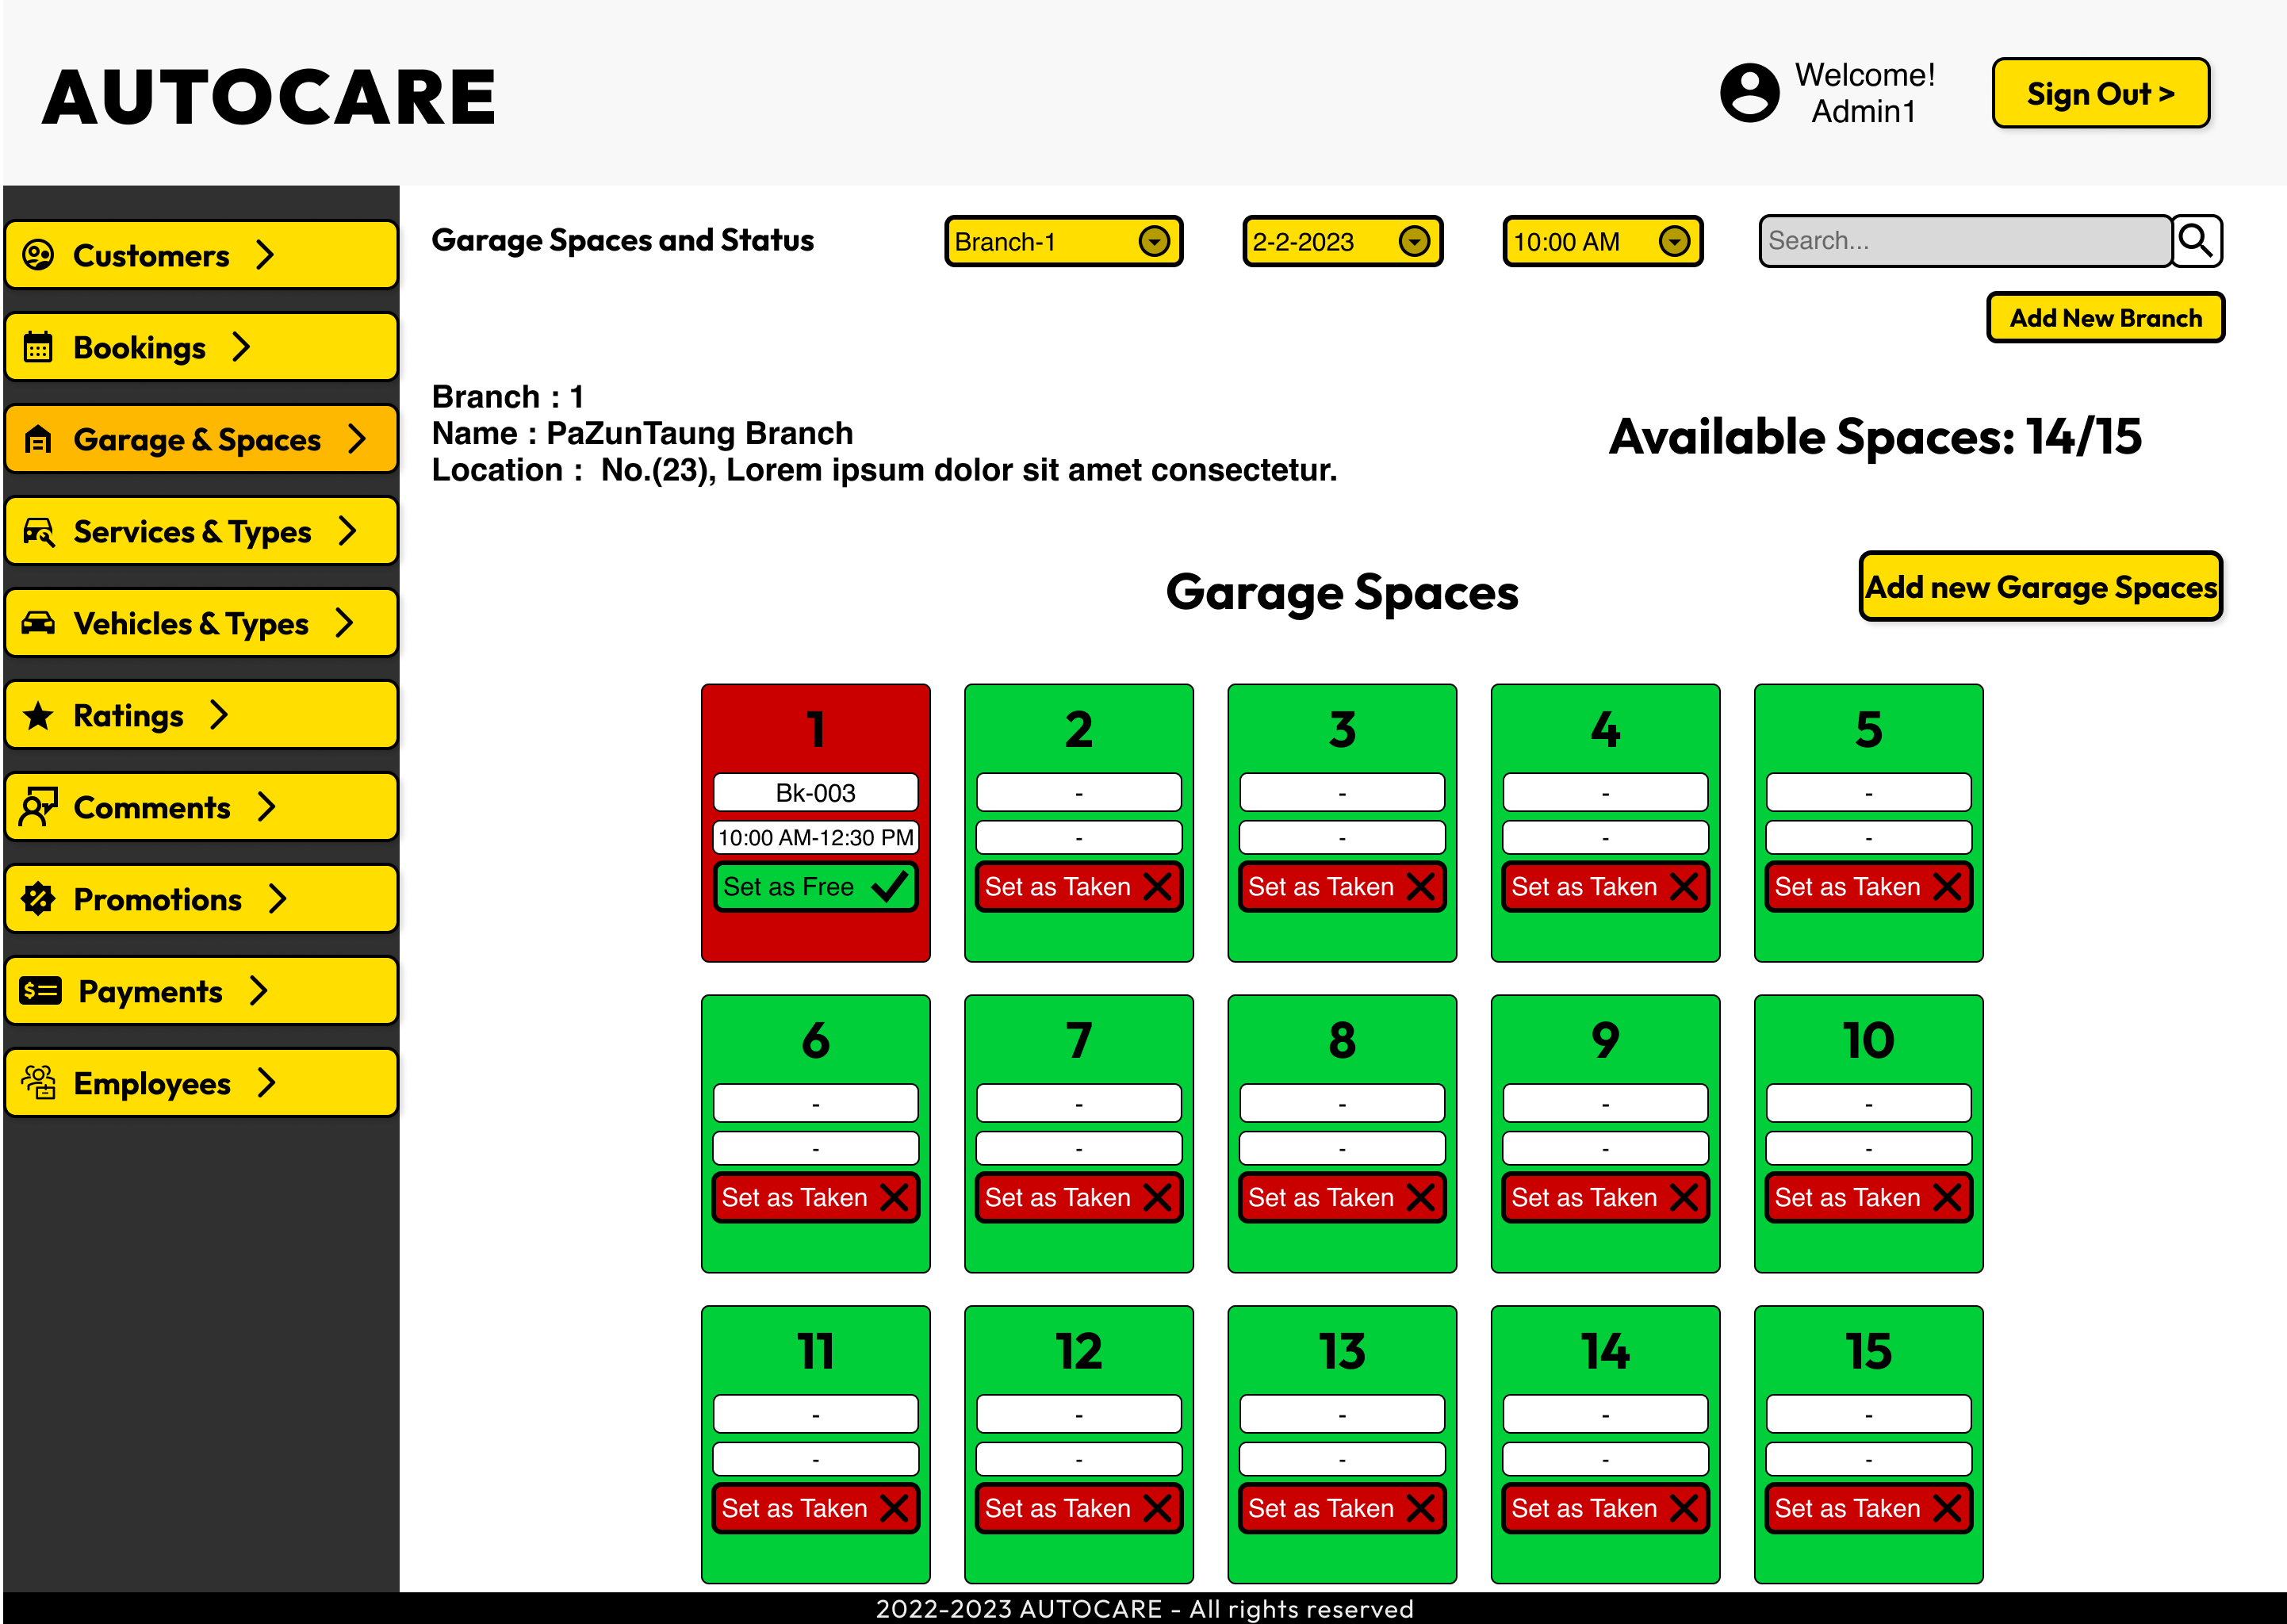 AUTOCARE
Welcome!
Admin1
Sign Out >
Customers
Bookings
Garage & Spaces
Services & Types
Vehicles & Types
Ratings
Comments
Promotions
Payments
Employees
Garage Spaces and Status
Branch-1
2-2-2023
10:00 AM
Search...
Add New Branch
Branch : 1
Name : PaZunTaung Branch
Location :  No.(23), Lorem ipsum dolor sit amet consectetur.
Available Spaces: 14/15
Garage Spaces
Add new Garage Spaces
1
Bk-003
10:00 AM-12:30 PM
Set as Free
2
-
-
Set as Taken
3
-
-
Set as Taken
4
-
-
Set as Taken
5
-
-
Set as Taken
6
-
-
Set as Taken
7
-
-
Set as Taken
8
-
-
Set as Taken
9
-
-
Set as Taken
10
-
-
Set as Taken
11
-
-
Set as Taken
12
-
-
Set as Taken
13
-
-
Set as Taken
14
-
-
Set as Taken
15
-
-
Set as Taken
2022-2023 AUTOCARE - All rights reserved